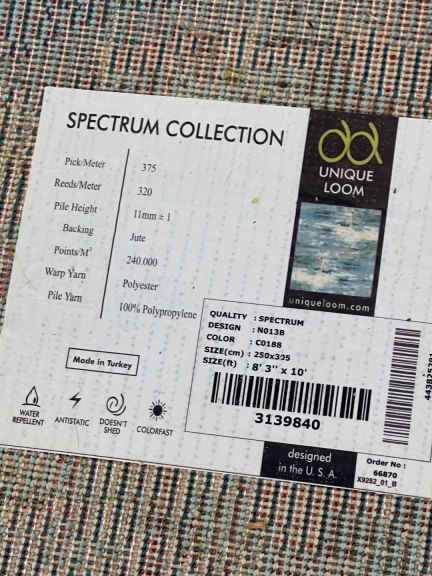 SPECTRUM COLLECTION
Pick/Meter 375
Reeds/Meter 320
Pile Height 11mm ± 1
Backing Jute
Points/M² 240.000
Warp Yarn Polyester
Pile Yarn 100% Polypropylene
Made in Turkey
WATER REPELLENT
ANTISTATIC
DOESN'T SHED
COLORFAST
UNIQUE
LOOM
uniqueloom.com
QUALITY : SPECTRUM
DESIGN : N013B
COLOR : C0188
SIZE(cm) : 250x305
SIZE(ft) : 8' 3'' x 10'
3139840
designed
in the U. S. A.
Order No :
66870
X9282_01_B